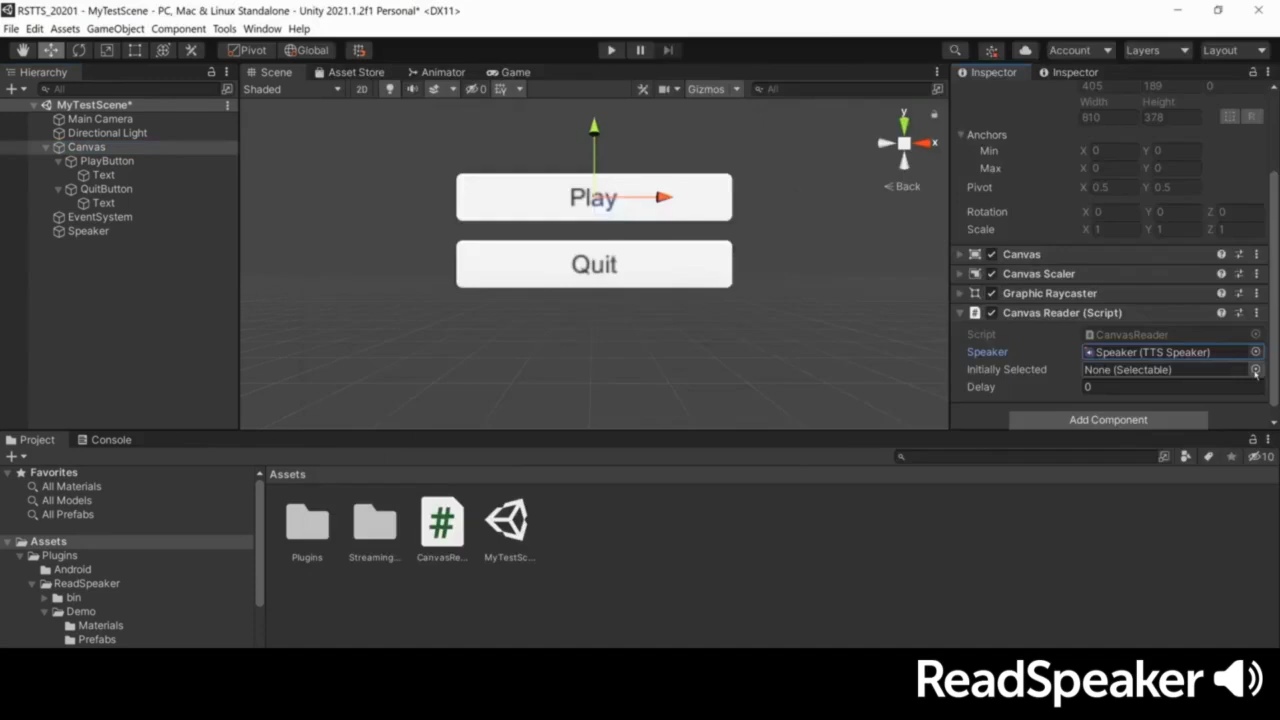 RSTTS_20201 - MyTestScene - PC, Mac & Linux Standalone - Unity 2021.1.2f1 Personal* <DX11>
File Edit Assets GameObject Component Tools Window Help
Pivot Global Account Layers Layout
Hierarchy
All
MyTestScene*
Main Camera
Directional Light
Canvas
PlayButton
Text
QuitButton
Text
EventSystem
Speaker
Scene Asset Store Animator Game
Shaded 2D 0 Gizmos All
y
x
Back
Play
Quit
Inspector Inspector
405 189 0
Width Height
810 378
Anchors
Min X 0 Y 0
Max X 0 Y 0
Pivot X 0.5 Y 0.5
Rotation X 0 Y 0 Z 0
Scale X 1 Y 1 Z 1
Canvas
Canvas Scaler
Graphic Raycaster
# Canvas Reader (Script)
Script CanvasReader
Speaker Speaker (TTS Speaker)
Initially Selected None (Selectable)
Delay 0
Add Component
Project Console
10
Favorites
All Materials
All Models
All Prefabs
Assets
Plugins
Android
ReadSpeaker
bin
Demo
Materials
Prefabs
Assets
#
Plugins Streaming... CanvasRe... MyTestSc...
ReadSpeaker